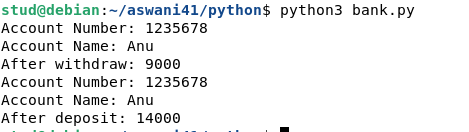 stud@debian:~/aswani41/python$ python3 bank.py
Account Number: 1235678
Account Name: Anu
After withdraw: 9000
Account Number: 1235678
Account Name: Anu
After deposit: 14000